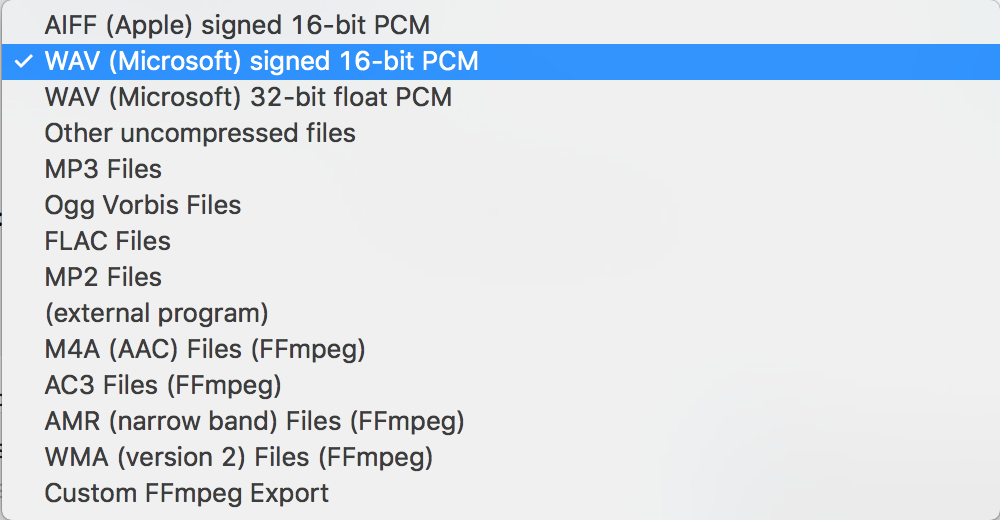 AIFF (Apple) signed 16-bit PCM
✓ WAV (Microsoft) signed 16-bit PCM
WAV (Microsoft) 32-bit float PCM
Other uncompressed files
MP3 Files
Ogg Vorbis Files
FLAC Files
MP2 Files
(external program)
M4A (AAC) Files (FFmpeg)
AC3 Files (FFmpeg)
AMR (narrow band) Files (FFmpeg)
WMA (version 2) Files (FFmpeg)
Custom FFmpeg Export